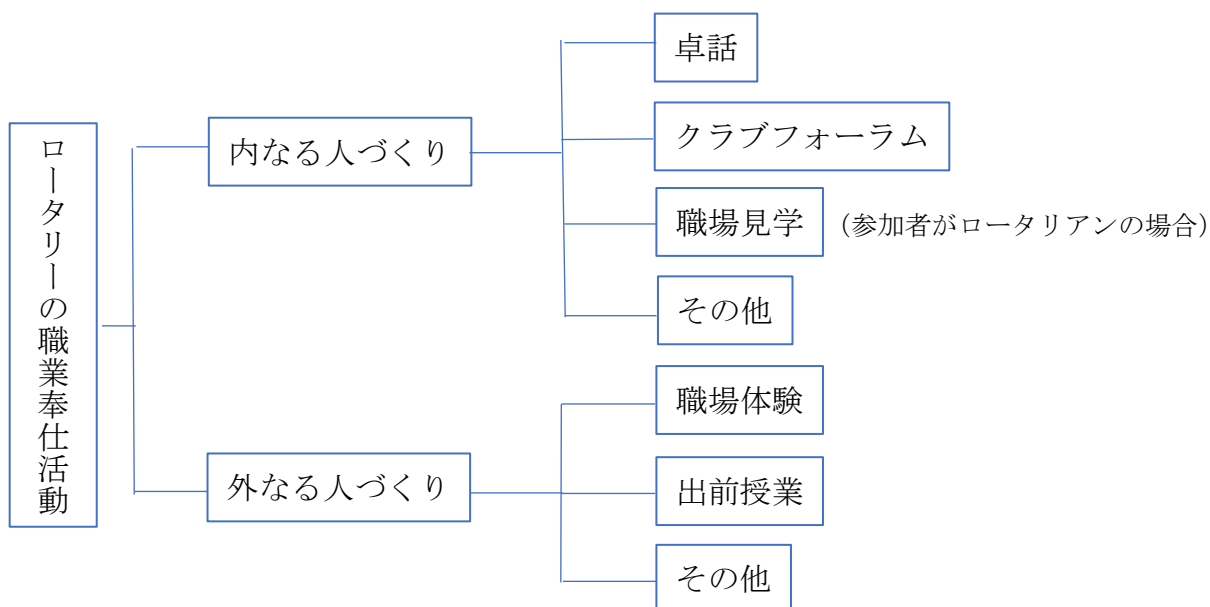 ロータリーの職業奉仕活動
内なる人づくり
卓話
クラブフォーラム
職場見学 (参加者がロータリアンの場合)
その他
外なる人づくり
職場体験
出前授業
その他